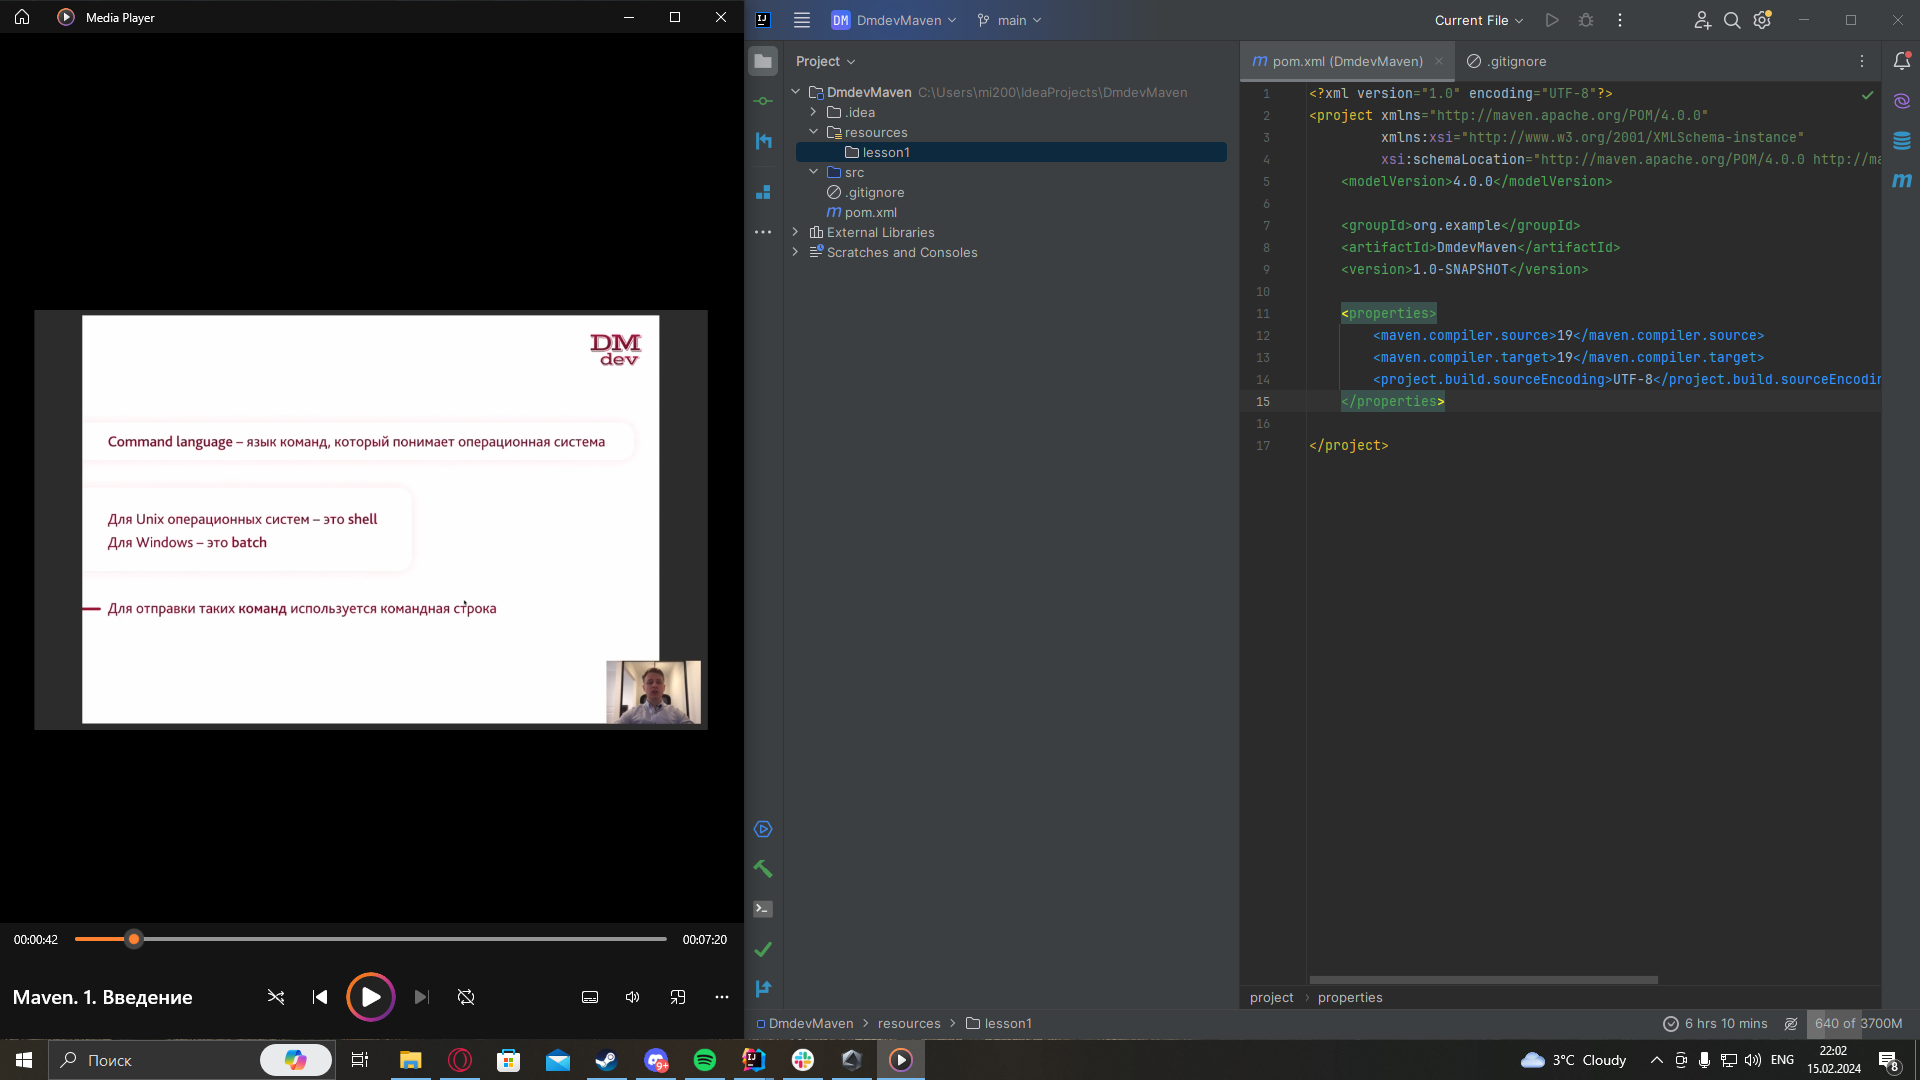 Media Player
DM
dev
Command language – язык команд, который понимает операционная система
Для Unix операционных систем – это shell
Для Windows – это batch
Для отправки таких команд используется командная строка
00:00:42
00:07:20
Maven. 1. Введение
IJ
DM DmdevMaven
main
Current File
Project
DmdevMaven C:\Users\mi200\IdeaProjects\DmdevMaven
.idea
resources
lesson1
src
.gitignore
m pom.xml
External Libraries
Scratches and Consoles
m pom.xml (DmdevMaven)
.gitignore
1 <?xml version="1.0" encoding="UTF-8"?>
2 <project xmlns="http://maven.apache.org/POM/4.0.0"
3 xmlns:xsi="http://www.w3.org/2001/XMLSchema-instance"
4 xsi:schemaLocation="http://maven.apache.org/POM/4.0.0 http://ma
5 <modelVersion>4.0.0</modelVersion>
6
7 <groupId>org.example</groupId>
8 <artifactId>DmdevMaven</artifactId>
9 <version>1.0-SNAPSHOT</version>
10
11 <properties>
12 <maven.compiler.source>19</maven.compiler.source>
13 <maven.compiler.target>19</maven.compiler.target>
14 <project.build.sourceEncoding>UTF-8</project.build.sourceEncodin
15 </properties>
16
17 </project>
m
project › properties
DmdevMaven › resources › lesson1
6 hrs 10 mins
640 of 3700M
Поиск
9+
3°C Cloudy
ENG
22:02
15.02.2024
8